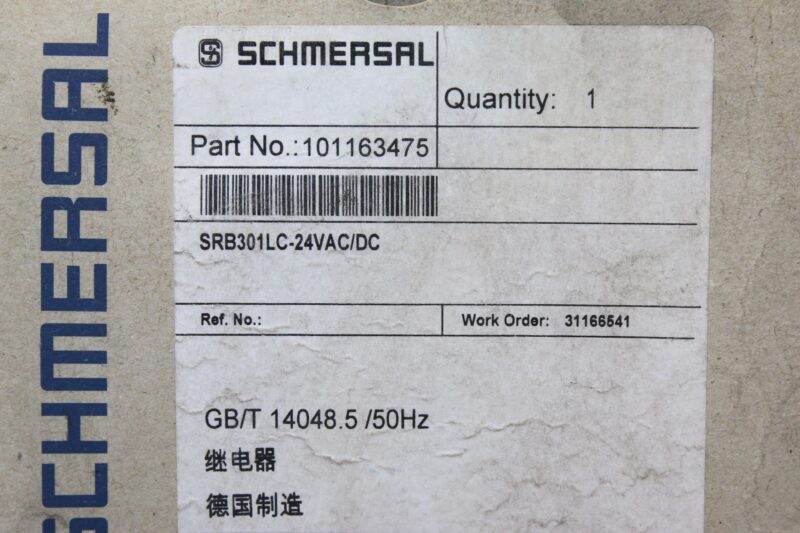 SCHMERSAL
SCHMERSAL
Quantity: 1
Part No.:101163475
SRB301LC-24VAC/DC
Ref. No.:
Work Order: 31166541
GB/T 14048.5 /50Hz
继电器
德国制造